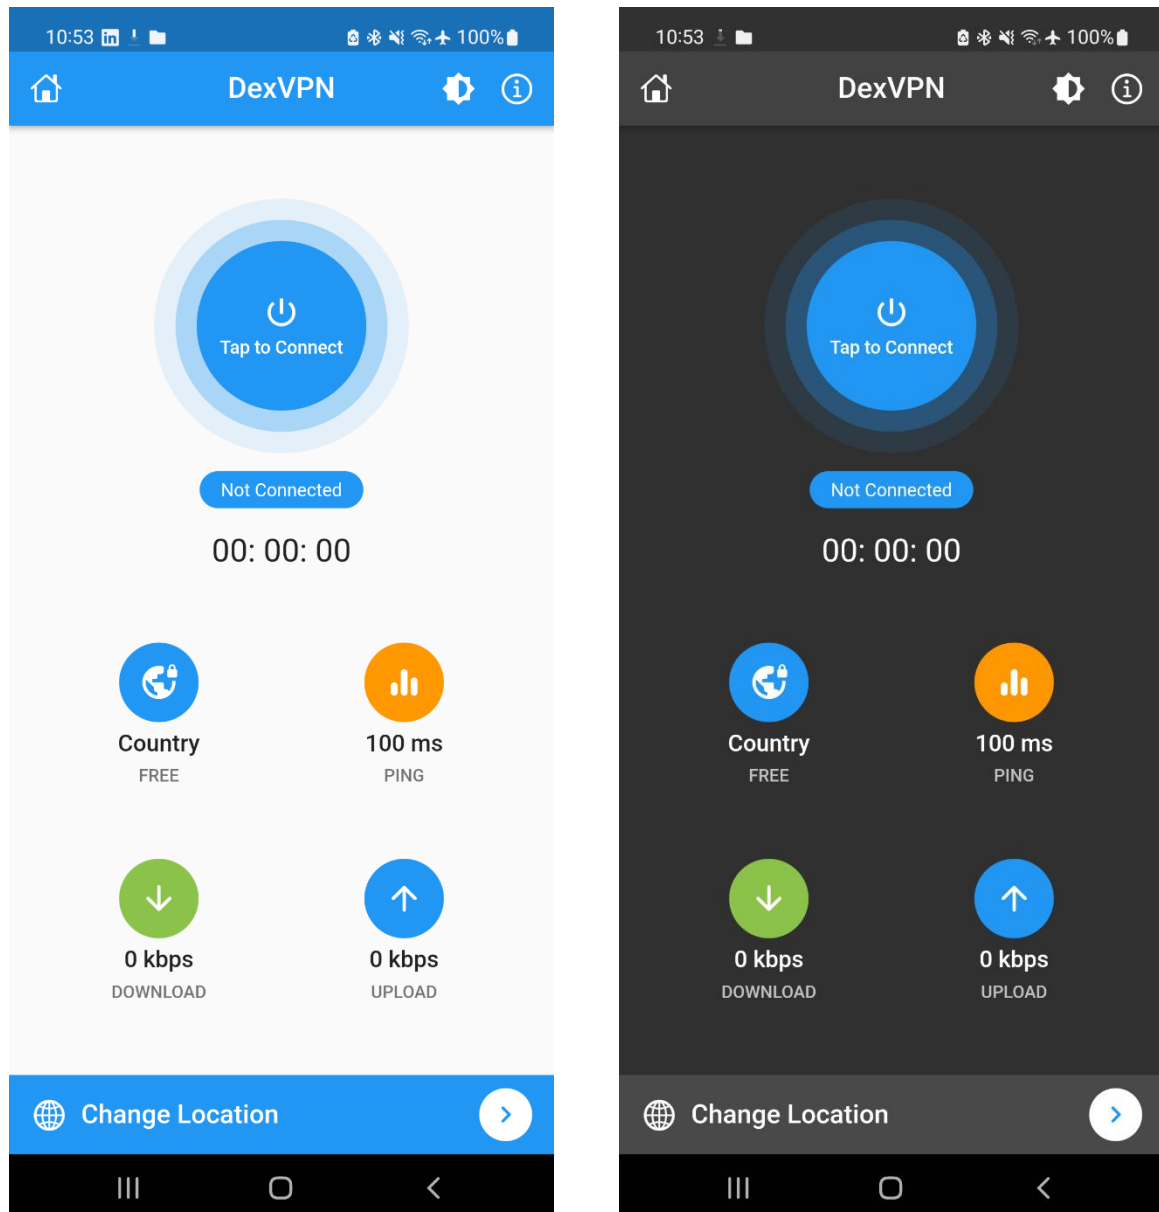 10:53 in 100%
DexVPN
Tap to Connect
Not Connected
00: 00: 00
Country
FREE
100 ms
PING
0 kbps
DOWNLOAD
0 kbps
UPLOAD
Change Location
10:53 100%
DexVPN
Tap to Connect
Not Connected
00: 00: 00
Country
FREE
100 ms
PING
0 kbps
DOWNLOAD
0 kbps
UPLOAD
Change Location